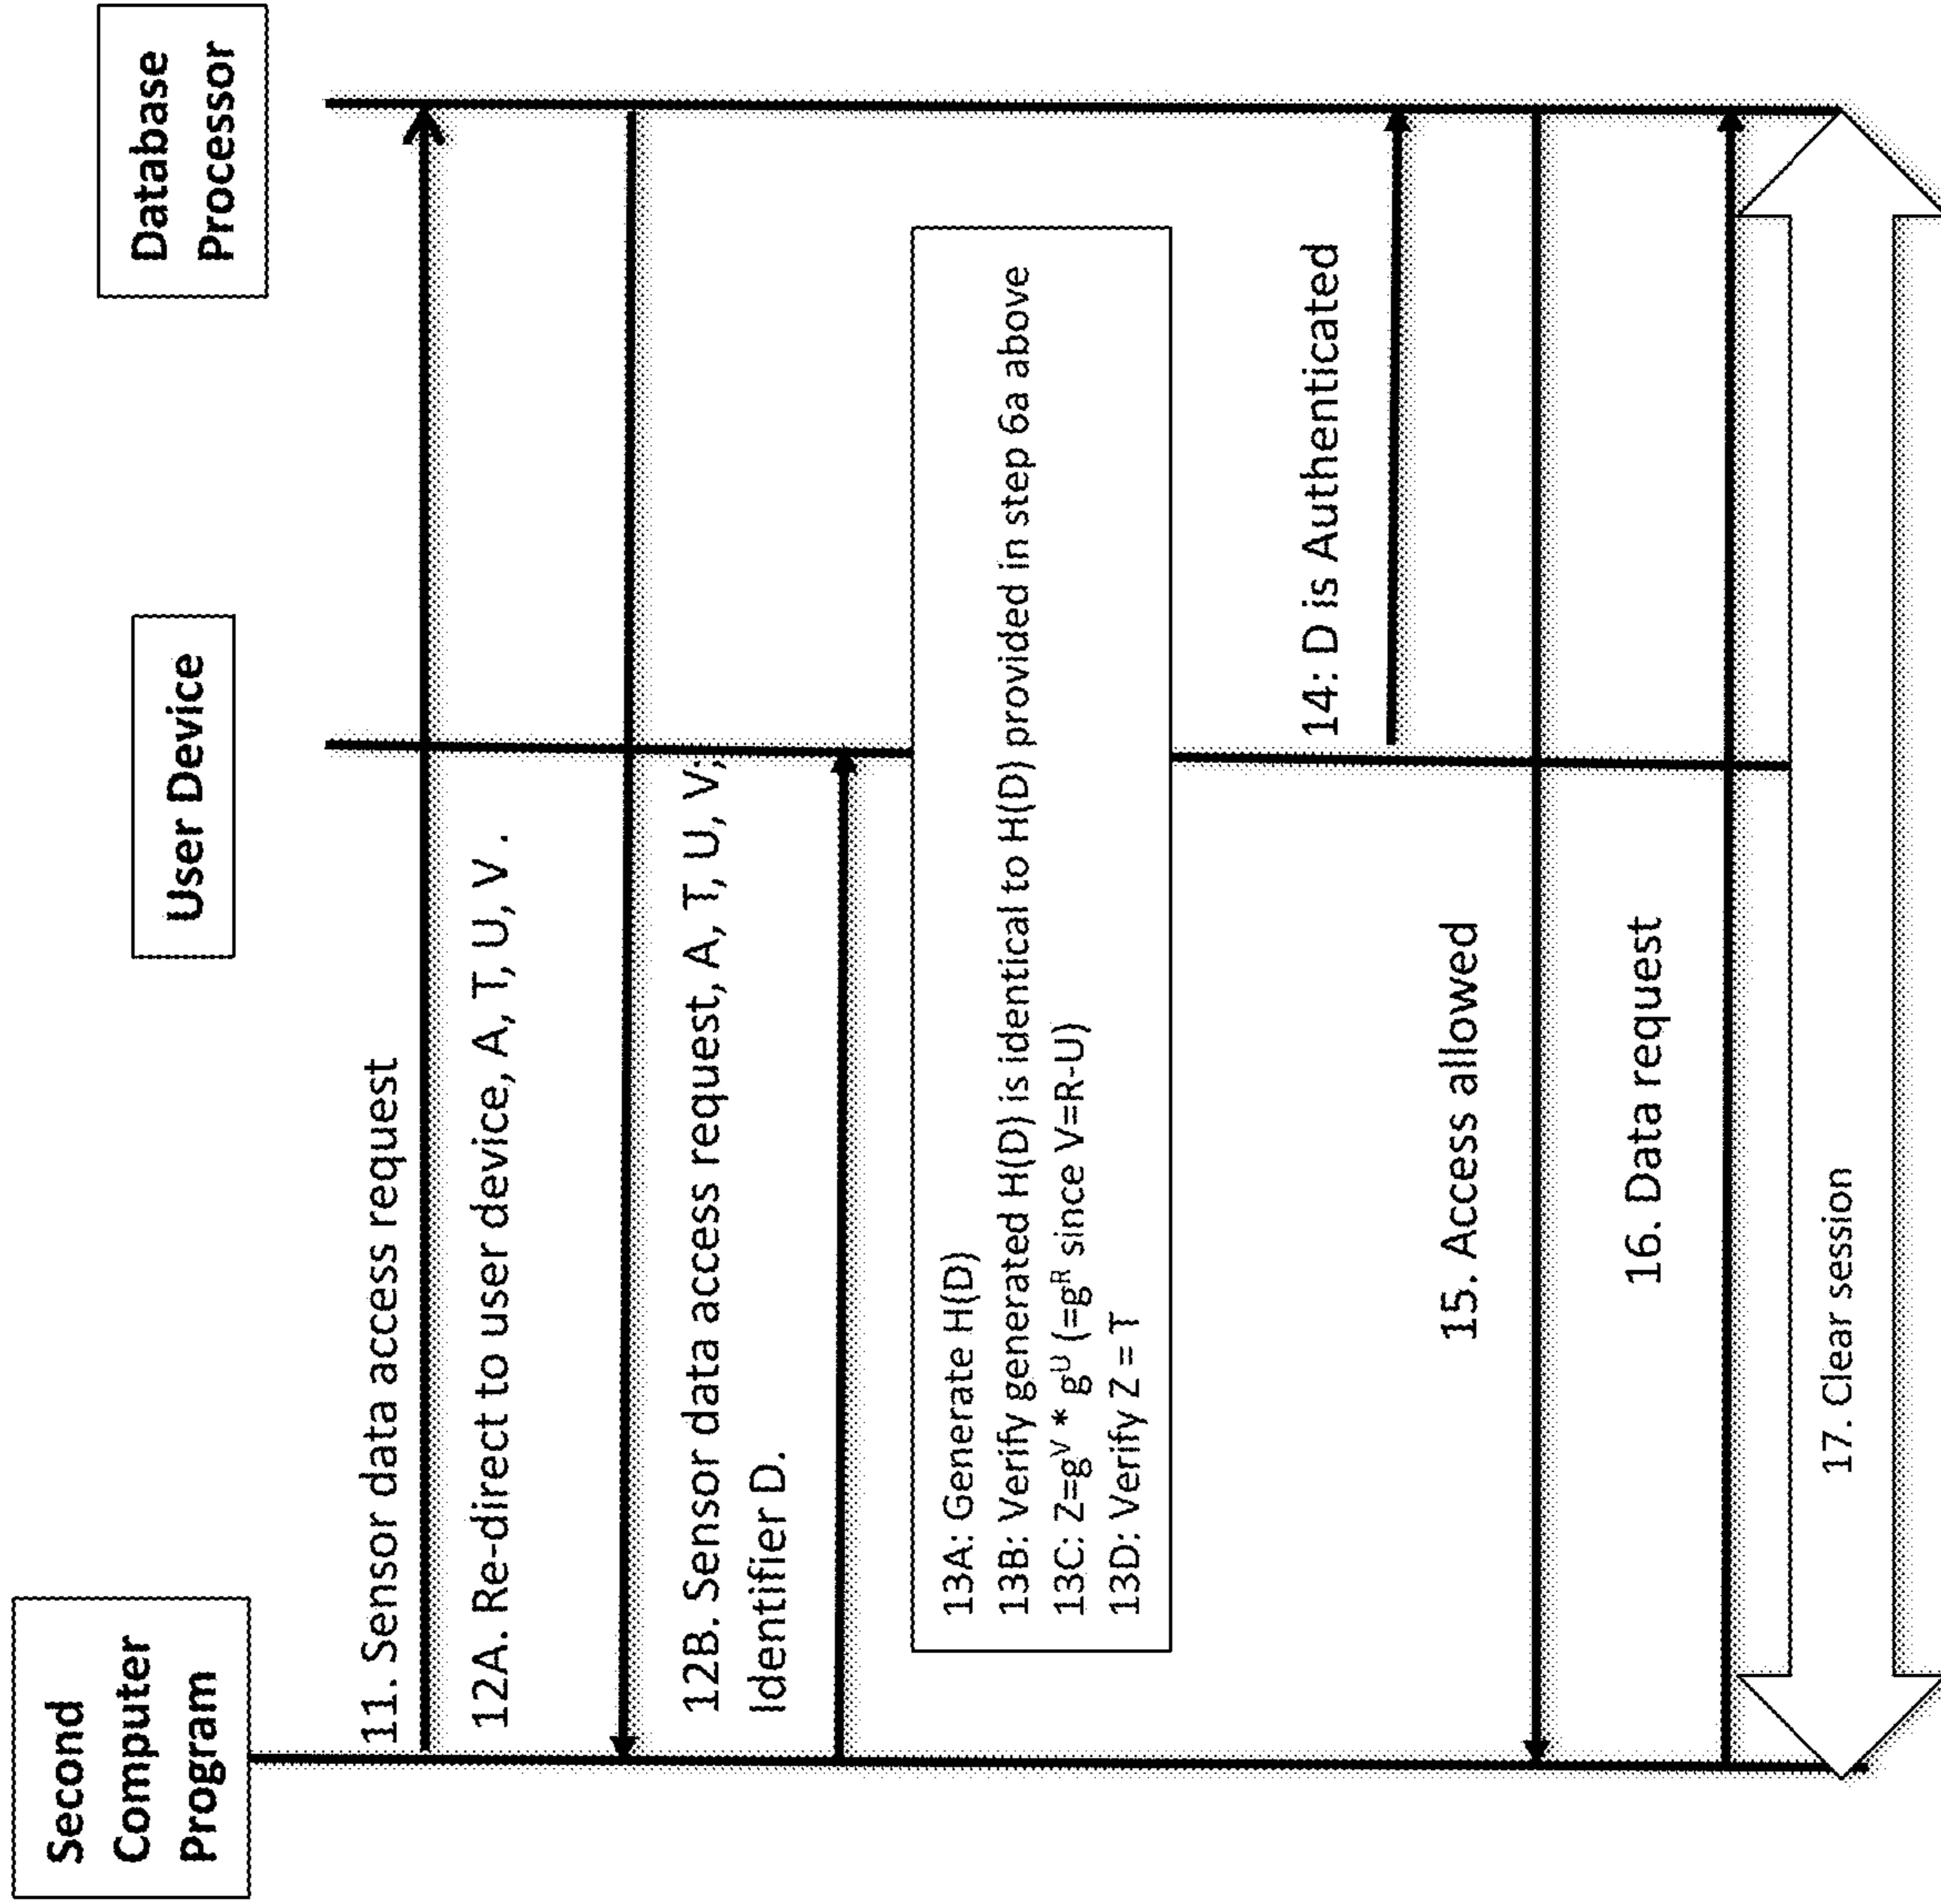 Second
Computer
Program
User Device
Database
Processor
11. Sensor data access request
12A. Re-direct to user device, A, T, U, V .
12B. Sensor data access request, A, T, U, V;
Identifier D.
13A: Generate H(D)
13B: Verify generated H(D) is identical to H(D) provided in step 6a above
13C: Z=g^V * g^U (=g^R since V=R-U)
13D: Verify Z = T
14: D is Authenticated
15. Access allowed
16. Data request
17. Clear session